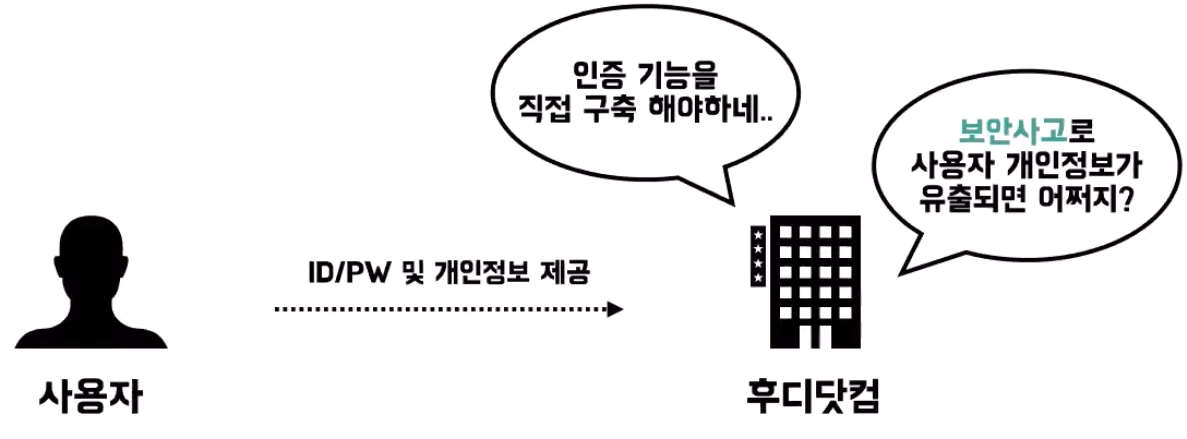 인증 기능을
직접 구축 해야하네..
보안사고로
사용자 개인정보가
유출되면 어쩌지?
ID/PW 및 개인정보 제공
사용자
후디닷컴